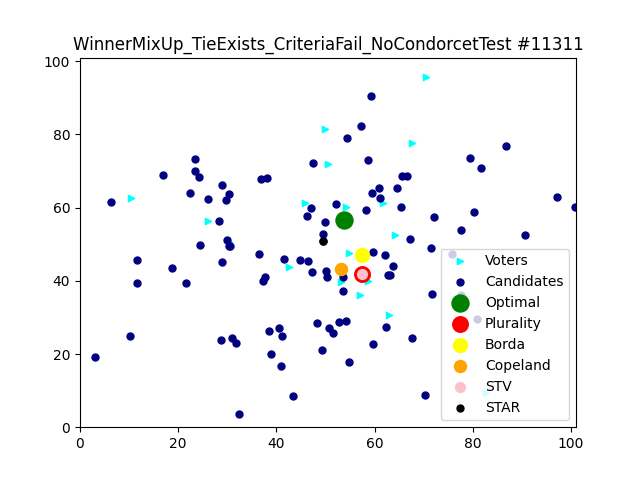 WinnerMixUp_TieExists_CriteriaFail_NoCondorcetTest #11311
100
80
60
40
20
0
0 20 40 60 80 100
Voters
Candidates
Optimal
Plurality
Borda
Copeland
STV
STAR